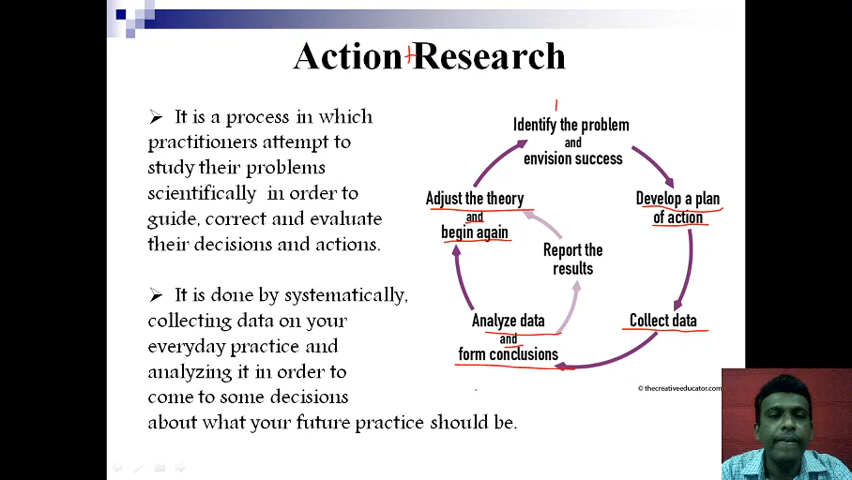 Action+Research
➢ It is a process in which
practitioners attempt to
study their problems
scientifically in order to
guide, correct and evaluate
their decisions and actions.
➢ It is done by systematically,
collecting data on your
everyday practice and
analyzing it in order to
come to some decisions
about what your future practice should be.
Identify the problem
and
envision success
Develop a plan
of action
Collect data
Analyze data
and
form conclusions
Report the
results
Adjust the theory
and
begin again
© thecreativeeducator.com